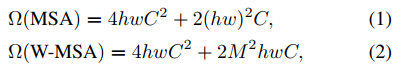 Ω(MSA) = 4hwC² + 2(hw)²C, (1)
Ω(W-MSA) = 4hwC² + 2M²hwC, (2)